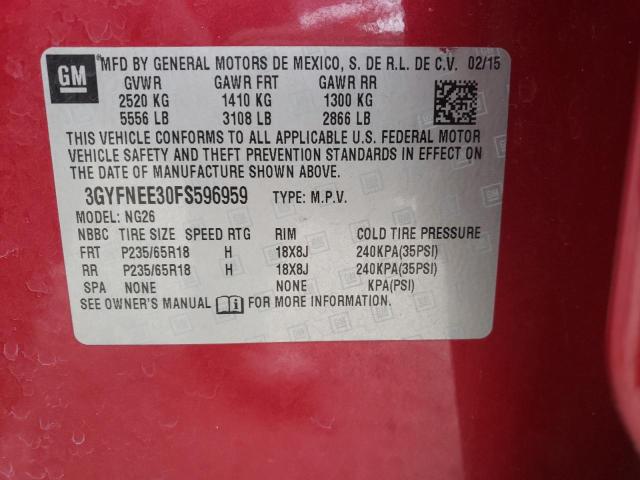 GM MFD BY GENERAL MOTORS DE MEXICO, S. DE R.L. DE C.V. 02/15
GVWR GAWR FRT GAWR RR
2520 KG 1410 KG 1300 KG
5556 LB 3108 LB 2866 LB
THIS VEHICLE CONFORMS TO ALL APPLICABLE U.S. FEDERAL MOTOR
VEHICLE SAFETY AND THEFT PREVENTION STANDARDS IN EFFECT ON
THE DATE OF MANUFACTURE SHOWN ABOVE.
3GYFNEE30FS596959 TYPE: M.P.V.
MODEL: NG26
NBBC TIRE SIZE SPEED RTG RIM COLD TIRE PRESSURE
FRT P235/65R18 H 18X8J 240KPA(35PSI)
RR P235/65R18 H 18X8J 240KPA(35PSI)
SPA NONE NONE KPA(PSI)
SEE OWNER'S MANUAL FOR MORE INFORMATION.